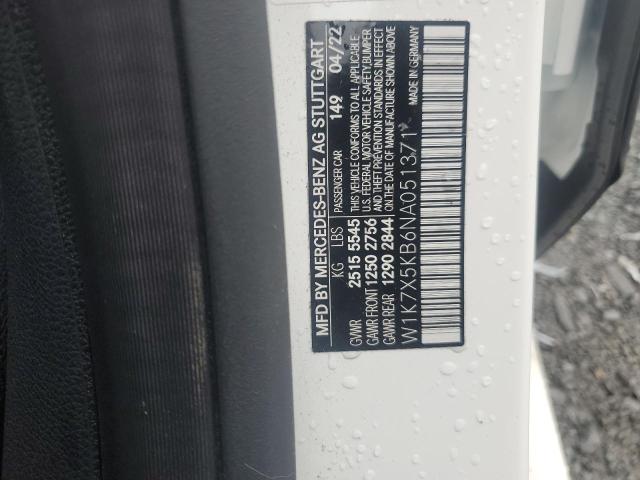 MFD BY MERCEDES-BENZ AG STUTTGART
KG LBS PASSENGER CAR 149 04/22
GVWR 2515 5545 THIS VEHICLE CONFORMS TO ALL APPLICABLE
GAWR FRONT 1250 2756 U.S. FEDERAL MOTOR VEHICLE SAFETY BUMPER
GAWR REAR 1290 2844 AND THEFT PREVENTION STANDARDS IN EFFECT
ON THE DATE OF MANUFACTURE SHOWN ABOVE
W1K7X5KB6NA051371 MADE IN GERMANY